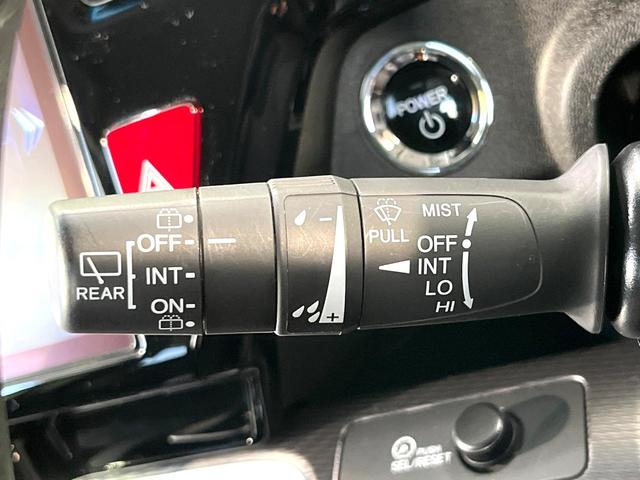 POWER
MIST
PULL
OFF
INT
LO
HI
OFF
INT
REAR
ON
− 
+
PUSH
SEL/RESET